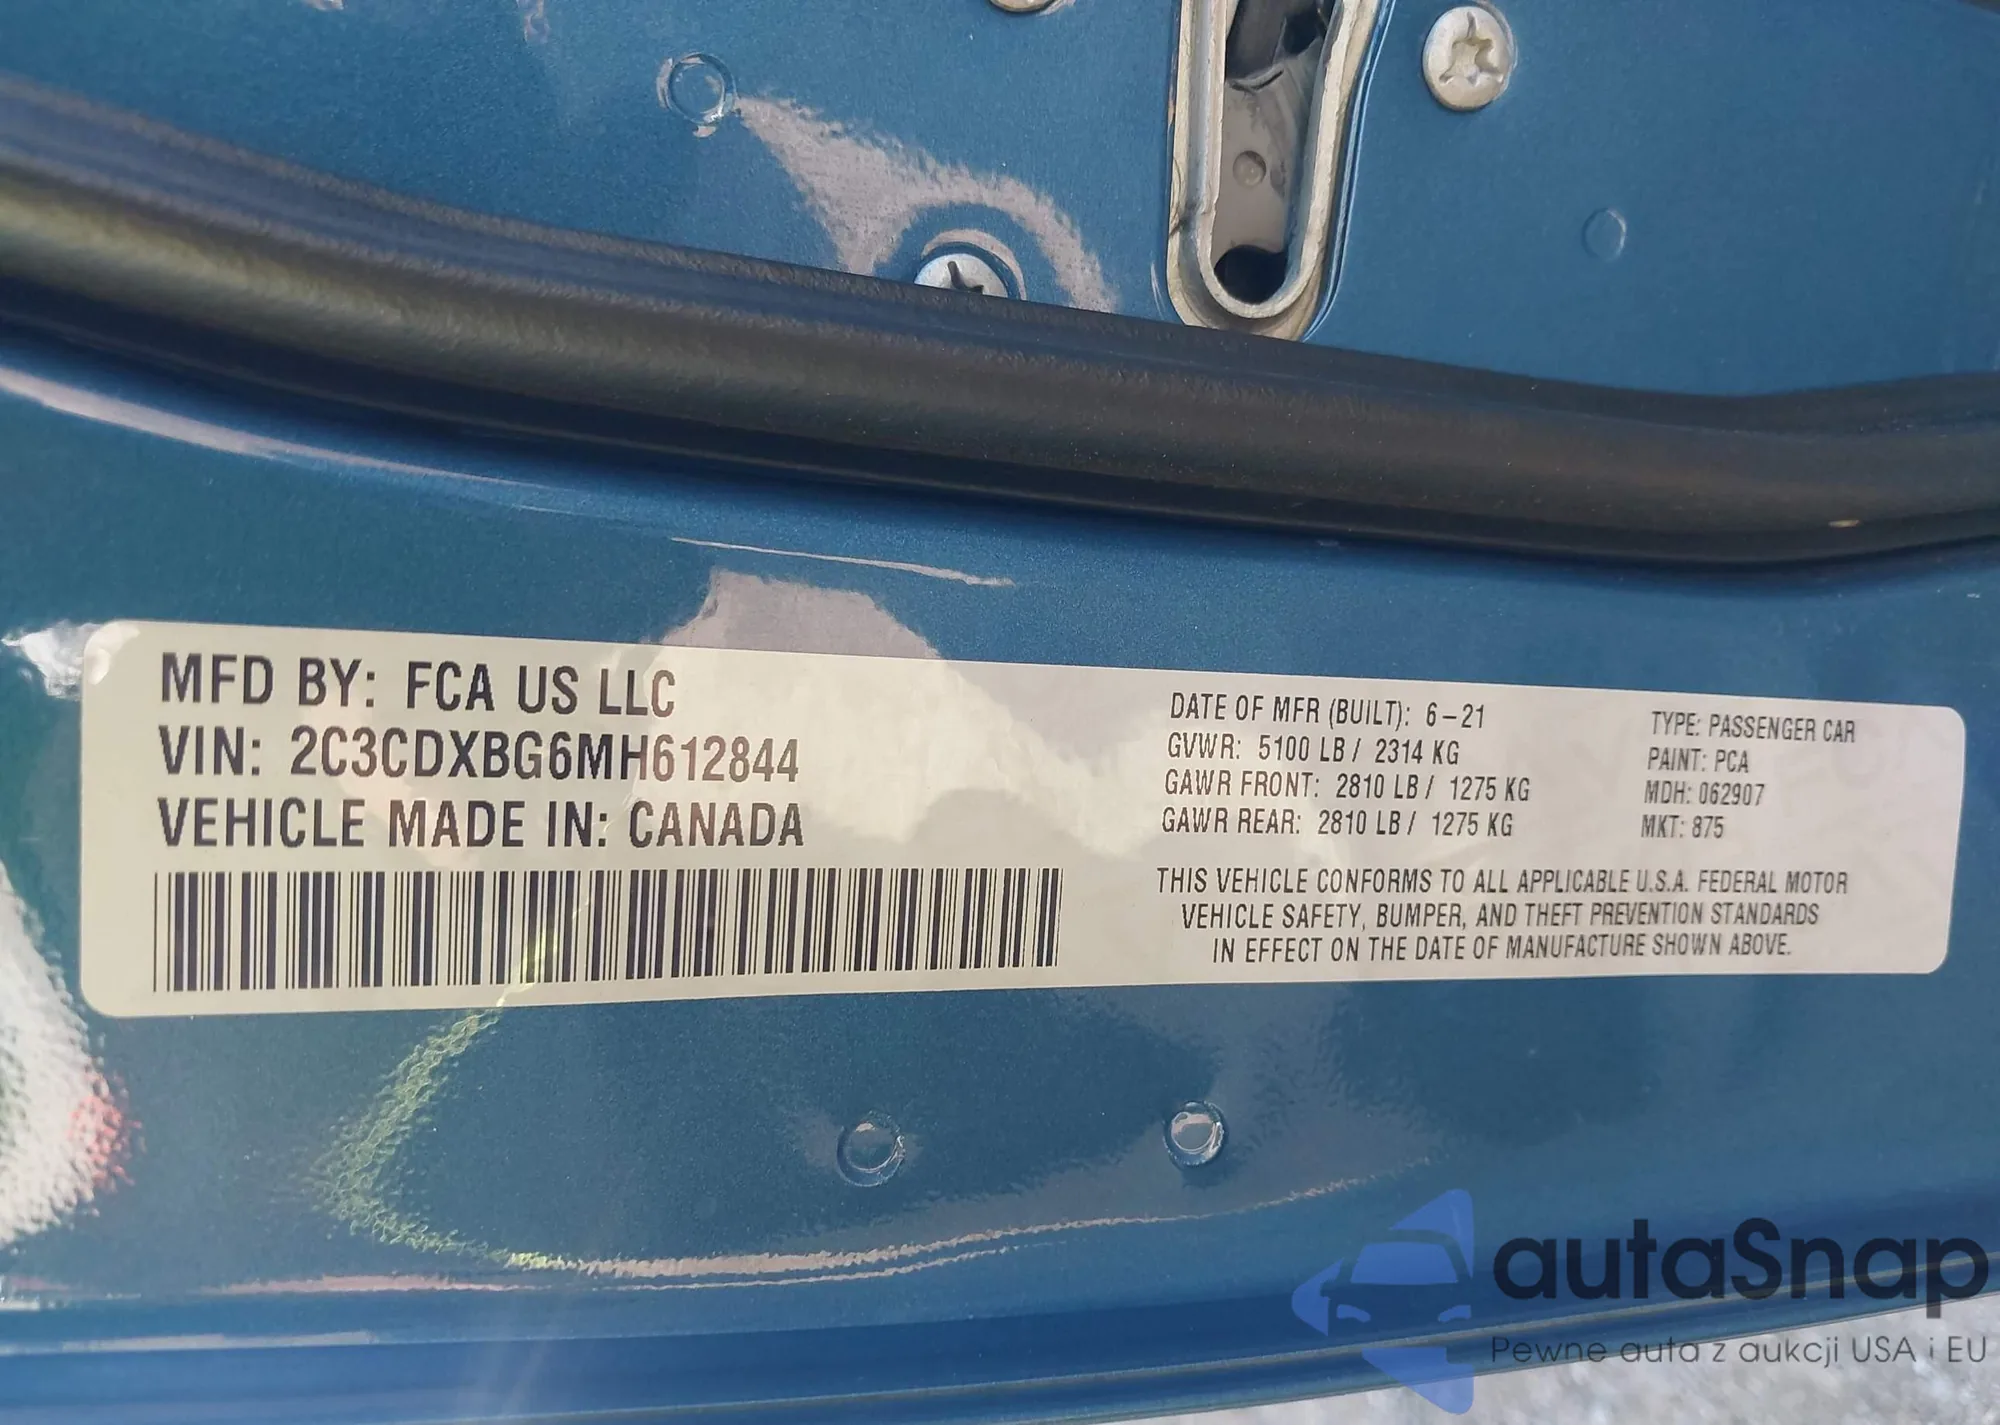 MFD BY: FCA US LLC
VIN: 2C3CDXBG6MH612844
VEHICLE MADE IN: CANADA
DATE OF MFR (BUILT): 6-21
GVWR: 5100 LB / 2314 KG
GAWR FRONT: 2810 LB / 1275 KG
GAWR REAR: 2810 LB / 1275 KG
TYPE: PASSENGER CAR
PAINT: PCA
MDH: 062907
MKT: 875
THIS VEHICLE CONFORMS TO ALL APPLICABLE U.S.A. FEDERAL MOTOR
VEHICLE SAFETY, BUMPER, AND THEFT PREVENTION STANDARDS
IN EFFECT ON THE DATE OF MANUFACTURE SHOWN ABOVE.
autaSnap
Pewne auta z aukcji USA i EU